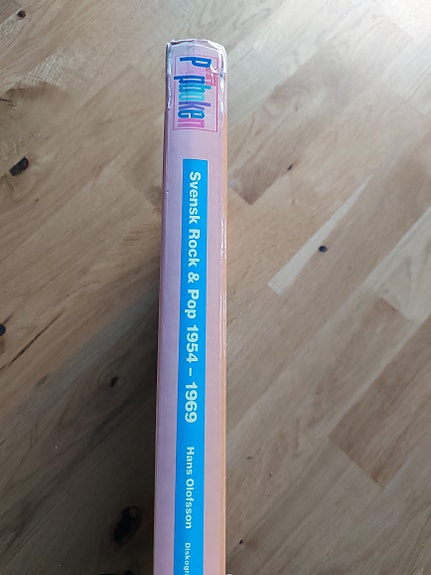 Svensk Rock & Pop 1954 – 1969
Hans Olofsson